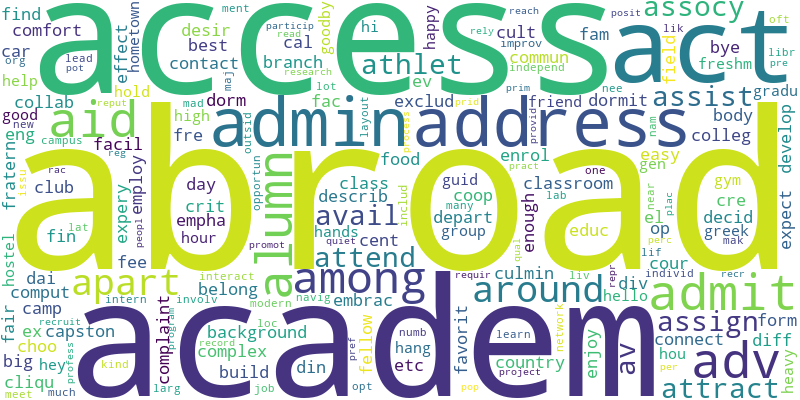 find
ment
desir
hi
goodby
particip
rely
reach
posit
lik
oft
assocy
access
act
comfort
best
cal
happy
read
cult
improv
fam
nee
bye
libr
car
hometown
effect
contact
branch
athlet
research
commun
independ
field
freshm
pre
org
lead
pot
maj
ev
lot
prim
prid
help
hold
dorm
fac
exclud
friend
dormit
assist
gradu
collab
good
new
reput
aid
mad
high
admin
address
body
colleg
develop
eng
campus
facil
fre
outsid
layout
process
provid
nam
fraterne
reg
employ
abroad
alumn
food
enrol
easy
gen
near
gym
rac
club
expery
day
opportun
class
describ
guid
coop
classroom
lab
one
plac
cre
expect
issu
peopl
crit
empha
avail
includ
many
depart
pract
enough
educ
el
decid
lat
fin
hour
promot
hands
quiet
cent
group
qual
op
perc
greek
mak
hostel
dai
fee
interact
belong
attend
among
requir
around
lif
cour
individ
recr
apart
comput
culmin
liv
repr
div
admit
fair
camp
intern
involv
modern
navig
embrac
hello
choo
ex
recruit
capston
program
background
loc
academ
numb
favorit
learn
network
assign
form
big
hey
profess
complaint
record
complex
fellow
hang
country
enjoy
connect
diff
cliqu
kind
build
din
pref
etc
project
av
hou
adv
heavy
meet
much
larg
job
opt
pop
per
attract